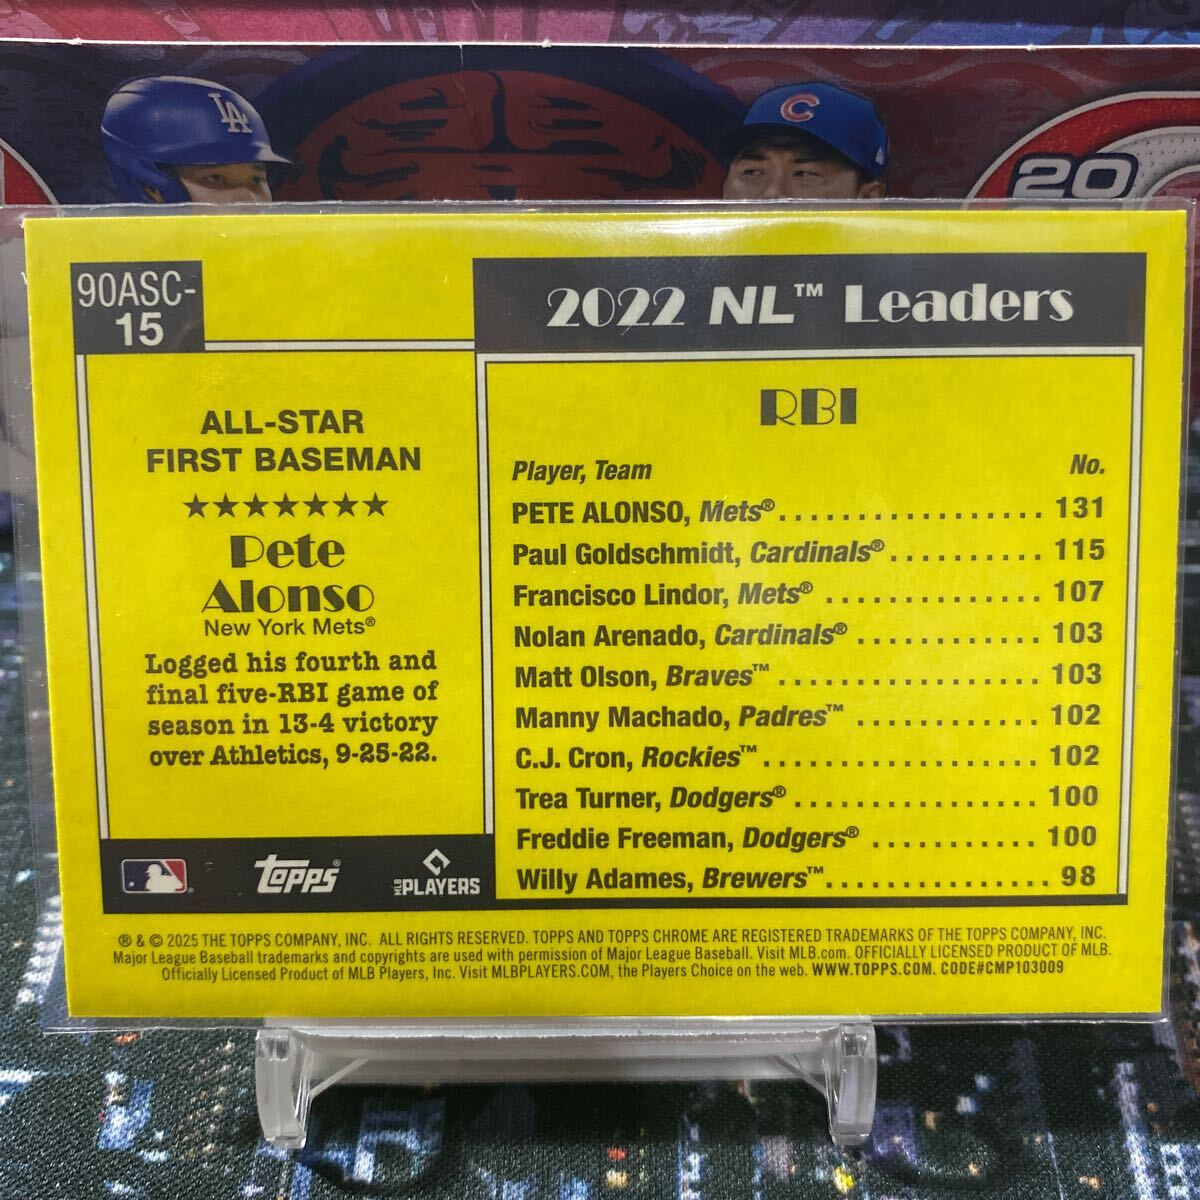 LA
C
20
90ASC-
15
2022 NL™ Leaders
ALL-STAR
FIRST BASEMAN
★★★★★★★
Pete
Alonso
New York Mets®
Logged his fourth and
final five-RBI game of
season in 13-4 victory
over Athletics, 9-25-22.
RBI
Player, Team No.
PETE ALONSO, Mets® 131
Paul Goldschmidt, Cardinals® 115
Francisco Lindor, Mets® 107
Nolan Arenado, Cardinals® 103
Matt Olson, Braves™ 103
Manny Machado, Padres™ 102
C.J. Cron, Rockies™ 102
Trea Turner, Dodgers® 100
Freddie Freeman, Dodgers® 100
Willy Adames, Brewers™ 98
Topps®
MLB PLAYERS
® & © 2025 THE TOPPS COMPANY, INC. ALL RIGHTS RESERVED. TOPPS AND TOPPS CHROME ARE REGISTERED TRADEMARKS OF THE TOPPS COMPANY, INC.
Major League Baseball trademarks and copyrights are used with permission of Major League Baseball. Visit MLB.com. OFFICIALLY LICENSED PRODUCT OF MLB.
Officially Licensed Product of MLB Players, Inc. Visit MLBPLAYERS.COM, the Players Choice on the web. WWW.TOPPS.COM. CODE#CMP103009